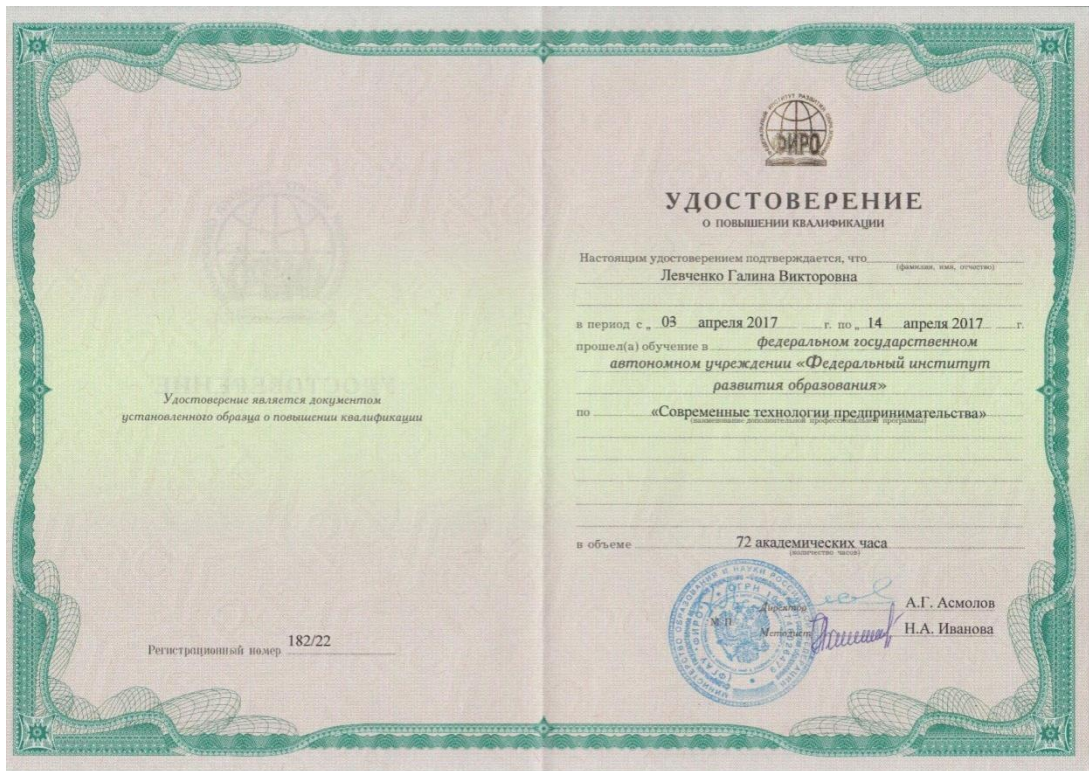 Удостоверение является документом
установленного образца о повышении квалификации
Регистрационный номер 182/22
ФИРО
УДОСТОВЕРЕНИЕ
О ПОВЫШЕНИИ КВАЛИФИКАЦИИ
Настоящим удостоверением подтверждается, что
(фамилия, имя, отчество)
Левченко Галина Викторовна
в период с „ 03 апреля 2017 г. по „ 14 апреля 2017 г.
прошел(а) обучение в федеральном государственном
автономном учреждении «Федеральный институт
развития образования»
по «Современные технологии предпринимательства»
(наименование дополнительной профессиональной программы)
в объеме 72 академических часа
(количество часов)
Директор А.Г. Асмолов
М. П.
Методист Н.А. Иванова